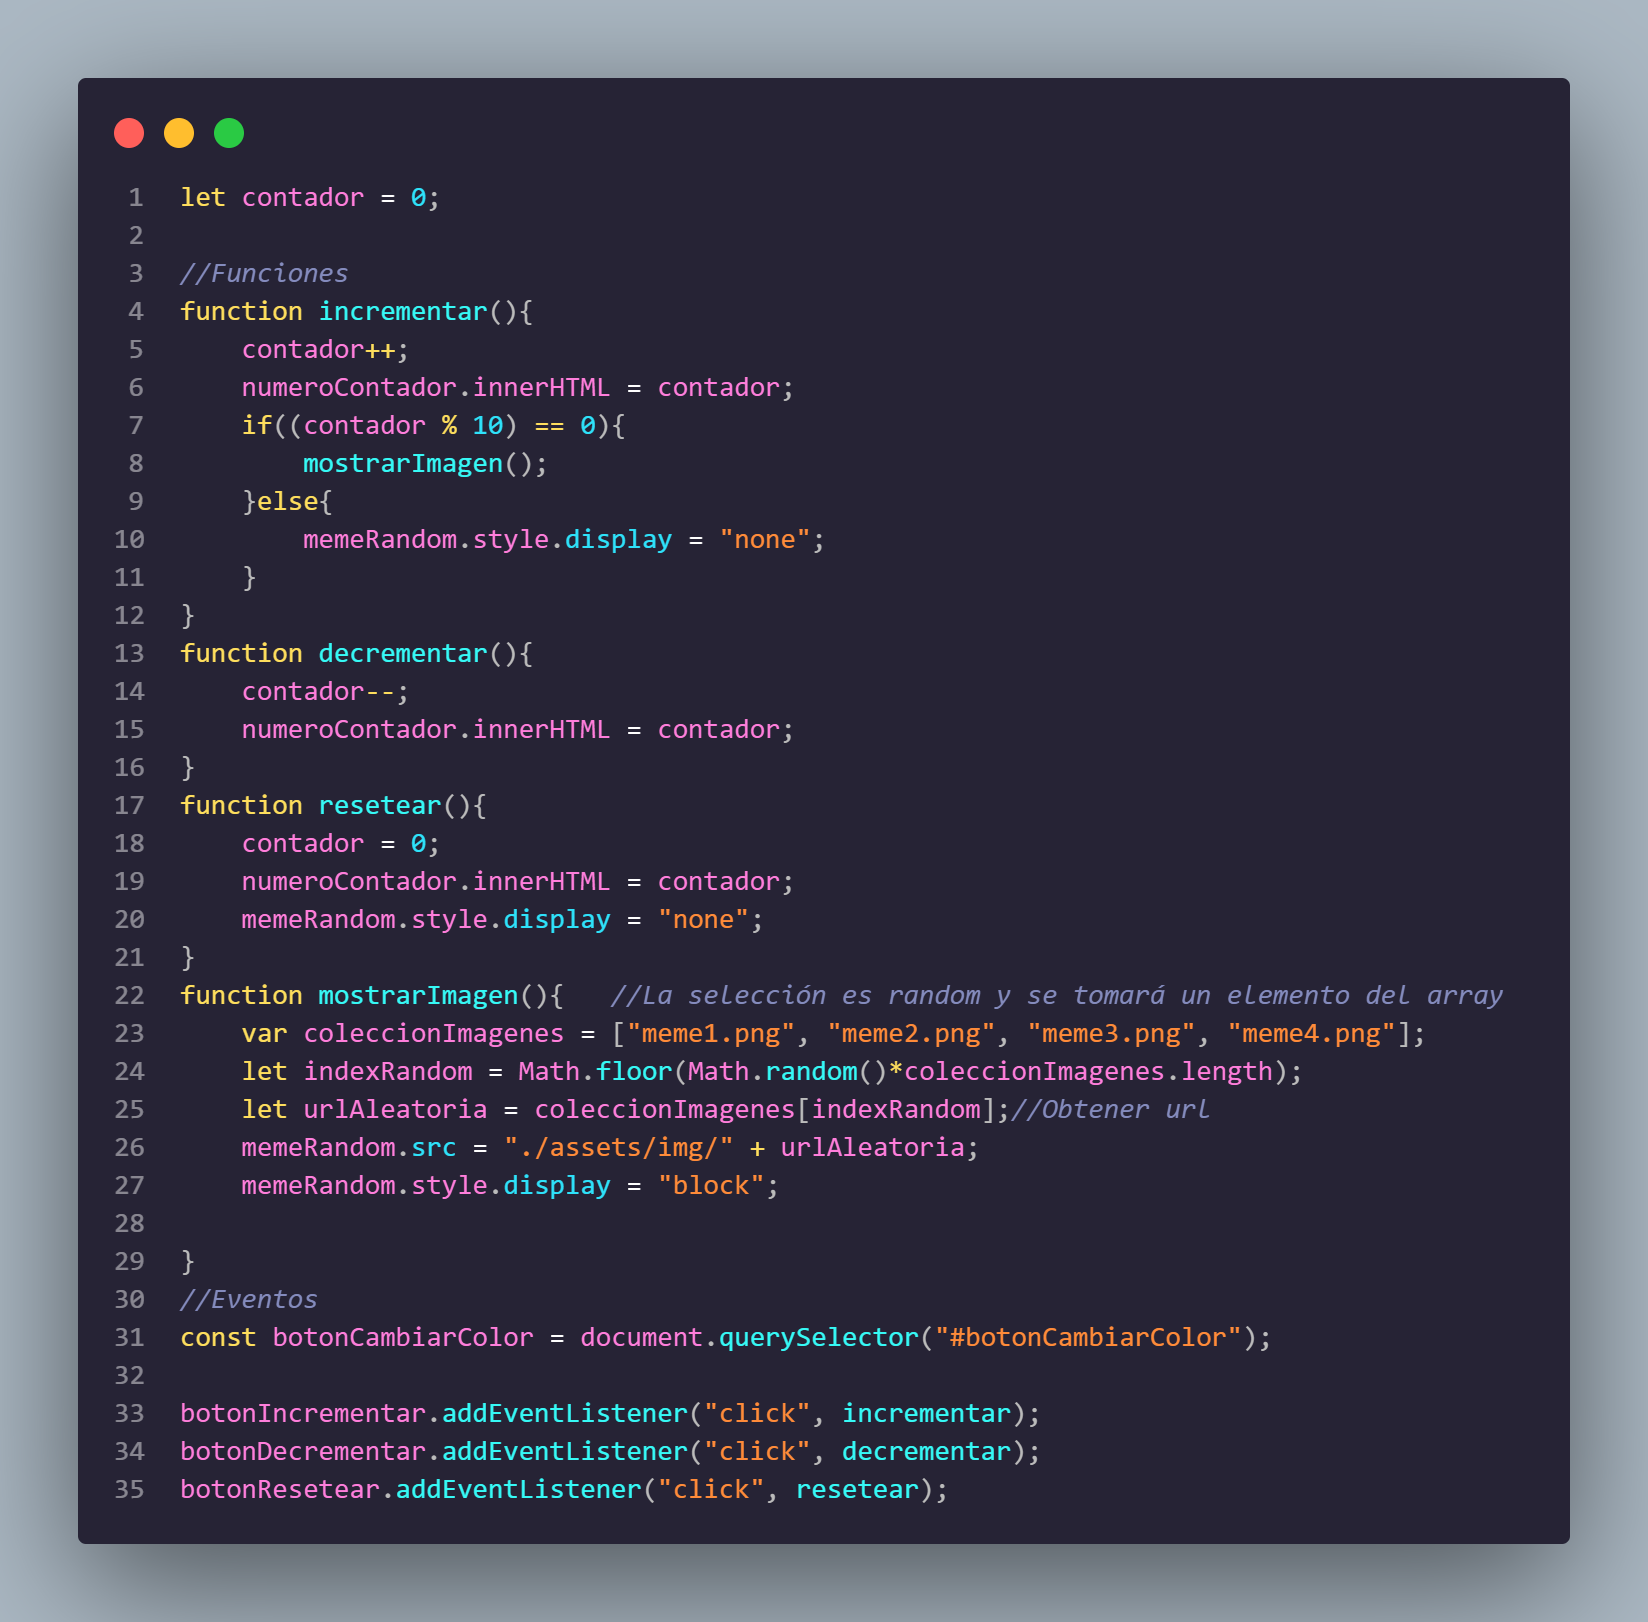 1 let contador = 0;
2
3 //Funciones
4 function incrementar(){
5     contador++;
6     numeroContador.innerHTML = contador;
7     if((contador % 10) == 0){
8         mostrarImagen();
9     }else{
10         memeRandom.style.display = "none";
11     }
12 }
13 function decrementar(){
14     contador--;
15     numeroContador.innerHTML = contador;
16 }
17 function resetear(){
18     contador = 0;
19     numeroContador.innerHTML = contador;
20     memeRandom.style.display = "none";
21 }
22 function mostrarImagen(){   //La selección es random y se tomará un elemento del array
23     var coleccionImagenes = ["meme1.png", "meme2.png", "meme3.png", "meme4.png"];
24     let indexRandom = Math.floor(Math.random()*coleccionImagenes.length);
25     let urlAleatoria = coleccionImagenes[indexRandom];//Obtener url
26     memeRandom.src = "./assets/img/" + urlAleatoria;
27     memeRandom.style.display = "block";
28
29 }
30 //Eventos
31 const botonCambiarColor = document.querySelector("#botonCambiarColor");
32
33 botonIncrementar.addEventListener("click", incrementar);
34 botonDecrementar.addEventListener("click", decrementar);
35 botonResetear.addEventListener("click", resetear);